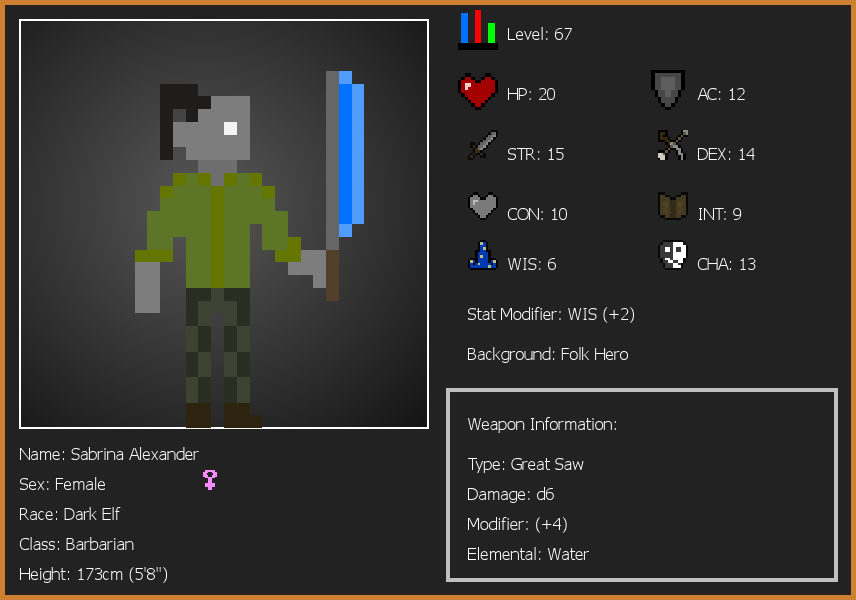 Level: 67
HP: 20
AC: 12
STR: 15
DEX: 14
CON: 10
INT: 9
WIS: 6
CHA: 13
Stat Modifier: WIS (+2)
Background: Folk Hero
Weapon Information:
Type: Great Saw
Damage: d6
Modifier: (+4)
Elemental: Water
Name: Sabrina Alexander
Sex: Female
Race: Dark Elf
Class: Barbarian
Height: 173cm (5'8")